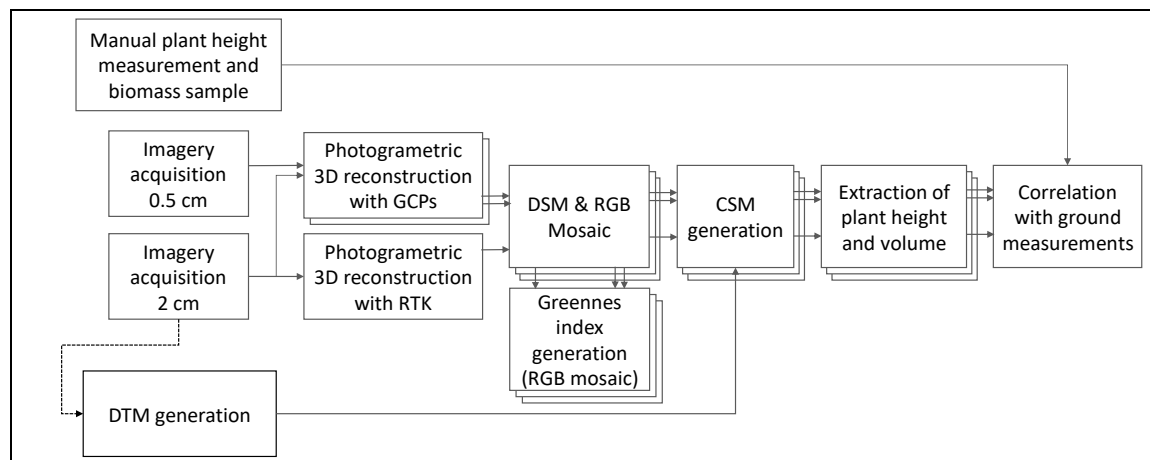 Manual plant height
measurement and
biomass sample
Imagery
acquisition
0.5 cm
Photogrametric
3D reconstruction
with GCPs
DSM & RGB
Mosaic
CSM
generation
Extraction of
plant height
and volume
Correlation
with ground
measurements
Imagery
acquisition
2 cm
Photogrametric
3D reconstruction
with RTK
Greennes
index
generation
(RGB mosaic)
DTM generation